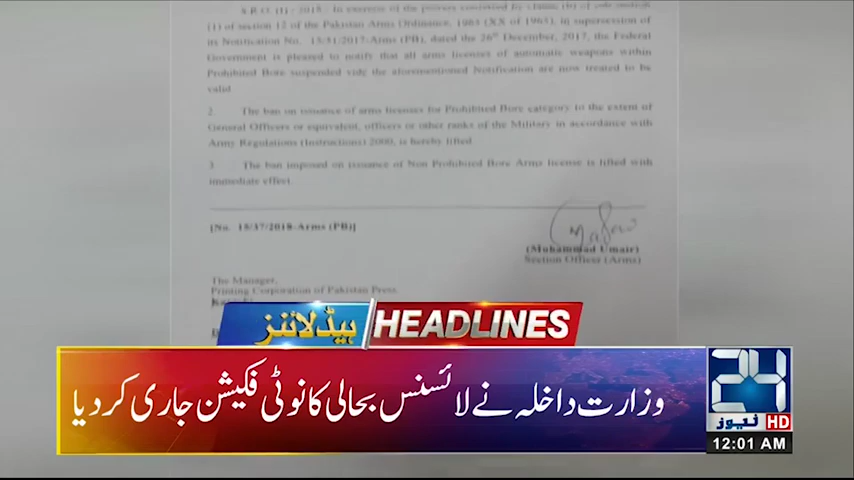 S.R.O. (I) - 2018 - In exercise of the powers conferred by clause (b) of sub section
(1) of section 12 of the Pakistan Arms Ordinance, 1965 (XX of 1965), in supersession
of its Notification No. 15/31/2017-Arms (PB), dated the 26th December, 2017, the Federal
Government is pleased to notify that all arms licenses of automatic weapons within
Prohibited Bore suspended vide the aforementioned Notification are now treated to be
valid
2. The ban on issuance of arms licenses for Prohibited Bore category to the extent of
General Officers or equivalent, officers or other ranks of the Military in accordance with
Army Regulations (Instruction) 2000, is hereby lifted
3. The ban imposed on issuance of Non Prohibited Bore Arms license is lifted with
immediate effect
[No. 15/37/2018-Arms (PB)]
(Muhammad Umair)
Section Officer (Arms)
The Manager,
Printing Corporation of Pakistan Press
ہیڈلائنز HEADLINES
وزارت داخلہ نے لائسنس بحالی کا نوٹی فکیشن جاری کر دیا
24
نیوز HD
12:01 AM